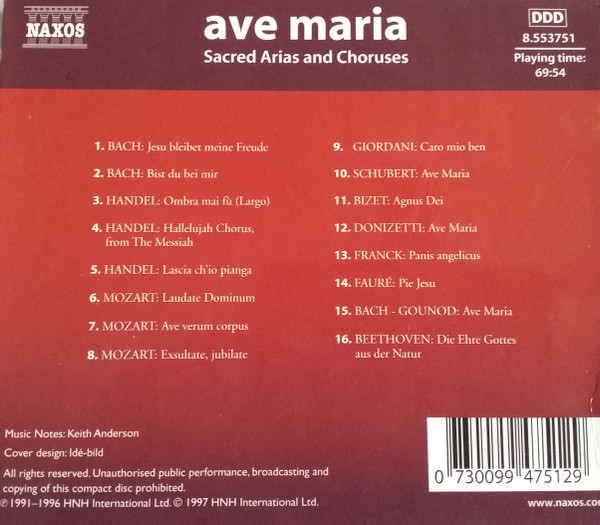 NAXOS
ave maria
Sacred Arias and Choruses
DDD
8.553751
Playing time:
69:54
1. BACH: Jesu bleibet meine Freude
2. BACH: Bist du bei mir
3. HANDEL: Ombra mai fù (Largo)
4. HANDEL: Hallelujah Chorus,
from The Messiah
5. HANDEL: Lascia ch'io pianga
6. MOZART: Laudate Dominum
7. MOZART: Ave verum corpus
8. MOZART: Exsultate, jubilate
9. GIORDANI: Caro mio ben
10. SCHUBERT: Ave Maria
11. BIZET: Agnus Dei
12. DONIZETTI: Ave Maria
13. FRANCK: Panis angelicus
14. FAURÉ: Pie Jesu
15. BACH - GOUNOD: Ave Maria
16. BEETHOVEN: Die Ehre Gottes
aus der Natur
Music Notes: Keith Anderson
Cover design: Idé-bild
All rights reserved. Unauthorised public performance, broadcasting and
copying of this compact disc prohibited.
℗ 1991–1996 HNH International Ltd. © 1997 HNH International Ltd.
0 730099 475129
www.naxos.co